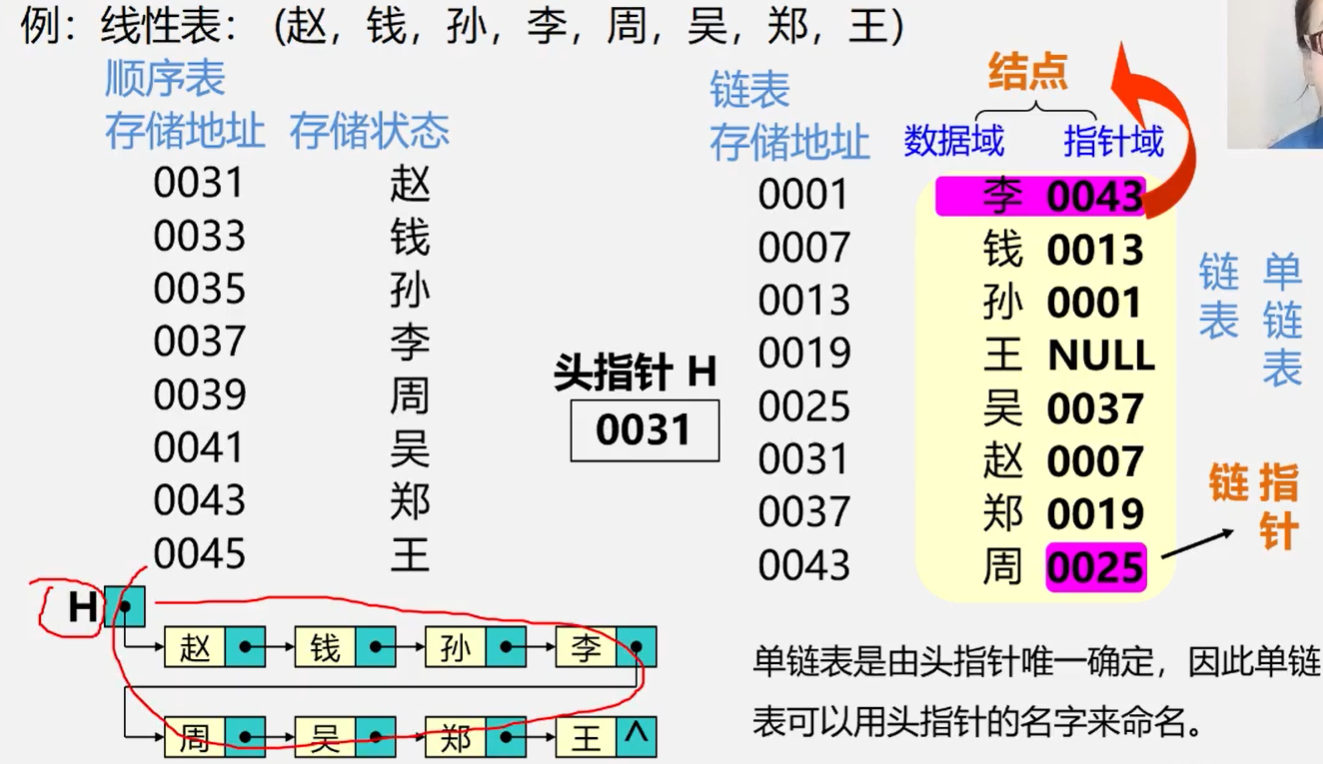 例：线性表：（赵，钱，孙，李，周，吴，郑，王）
顺序表
存储地址 存储状态
0031 赵
0033 钱
0035 孙
0037 李
0039 周
0041 吴
0043 郑
0045 王
链表
存储地址
结点
数据域 指针域
0001 李 0043
0007 钱 0013
0013 孙 0001
0019 王 NULL
0025 吴 0037
0031 赵 0007
0037 郑 0019
0043 周 0025
头指针 H
0031
链表
单链表
链
指针
H
赵 钱 孙 李
周 吴 郑 王 ^
单链表是由头指针唯一确定，因此单链
表可以用头指针的名字来命名。